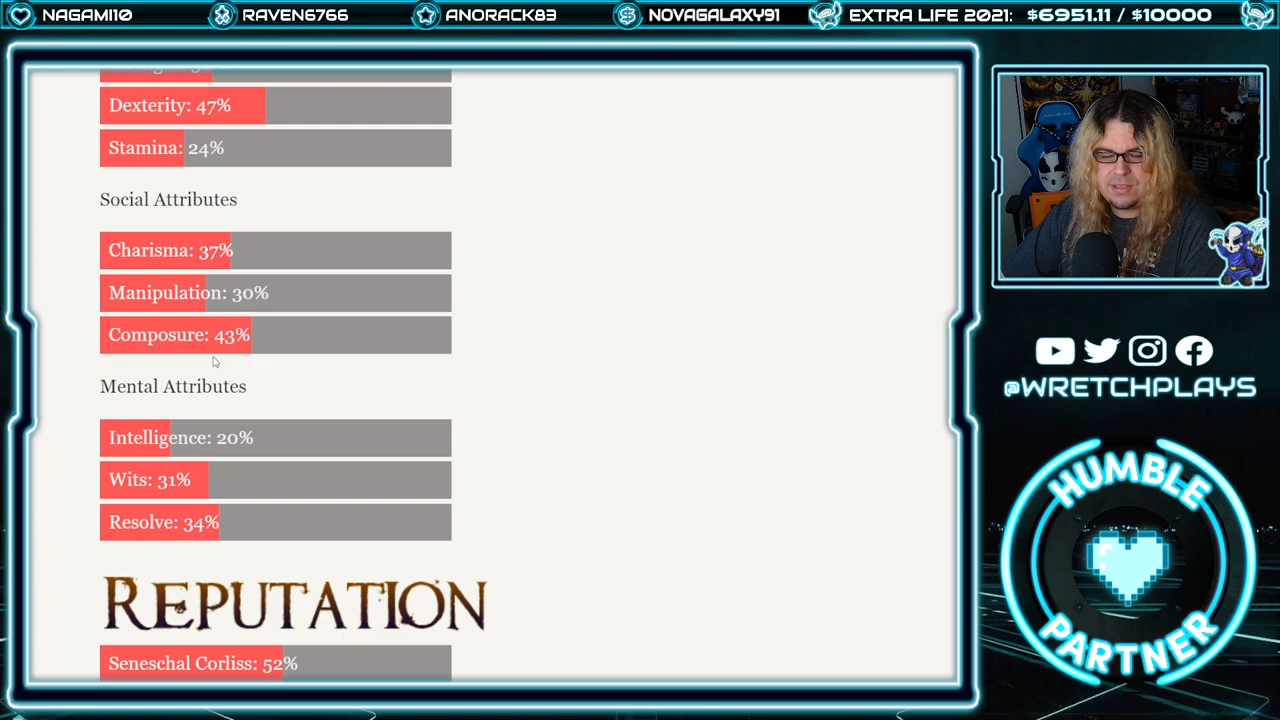 NAGAMI10
RAVEN6766
ANORACK83
NOVAGALAXY91
EXTRA LIFE 2021: $6951.11 / $10000
Dexterity: 47%
Stamina: 24%
Social Attributes
Charisma: 37%
Manipulation: 30%
Composure: 43%
Mental Attributes
Intelligence: 20%
Wits: 31%
Resolve: 34%
REPUTATION
Seneschal Corliss: 52%
@WRETCHPLAYS
HUMBLE
PARTNER